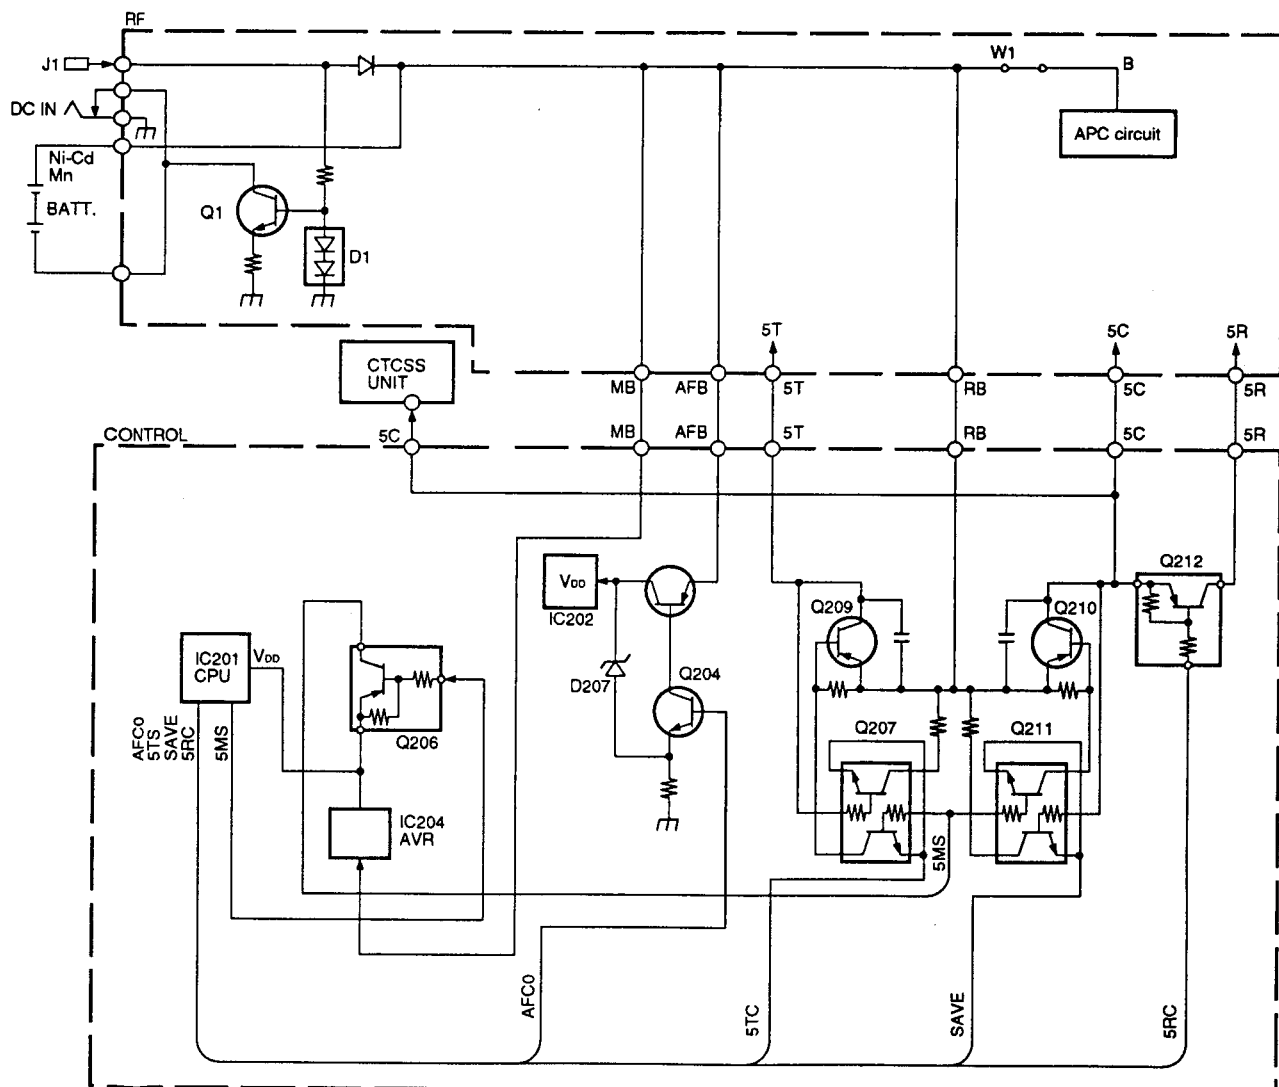 RF
J1
W1
B
DC IN
APC circuit
Ni-Cd
Mn
BATT.
Q1
D1
5T
5C
5R
CTCSS
UNIT
MB
AFB
5T
RB
5C
5R
CONTROL
5C
MB
AFB
5T
RB
5C
5R
Q212
VDD
IC202
Q209
Q210
IC201
CPU
VDD
D207
Q204
Q206
Q207
Q211
AFCO
5TS
SAVE
5RC
5MS
IC204
AVR
5MS
AFCO
5TC
SAVE
5RC